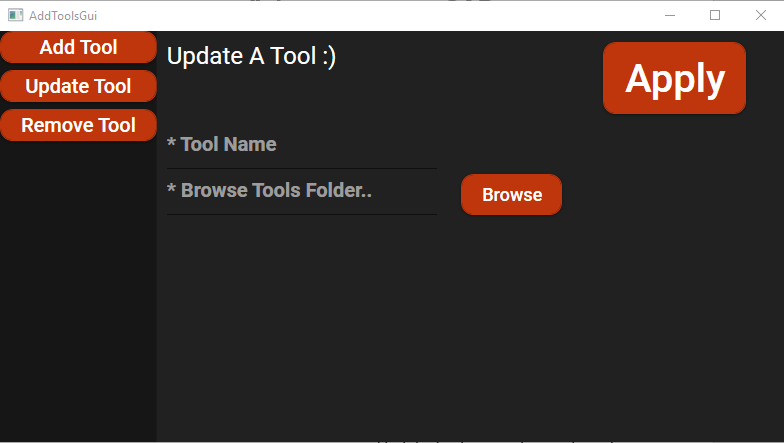 AddToolsGui
Add Tool
Update Tool
Remove Tool
Update A Tool :)
Apply
* Tool Name
* Browse Tools Folder..
Browse